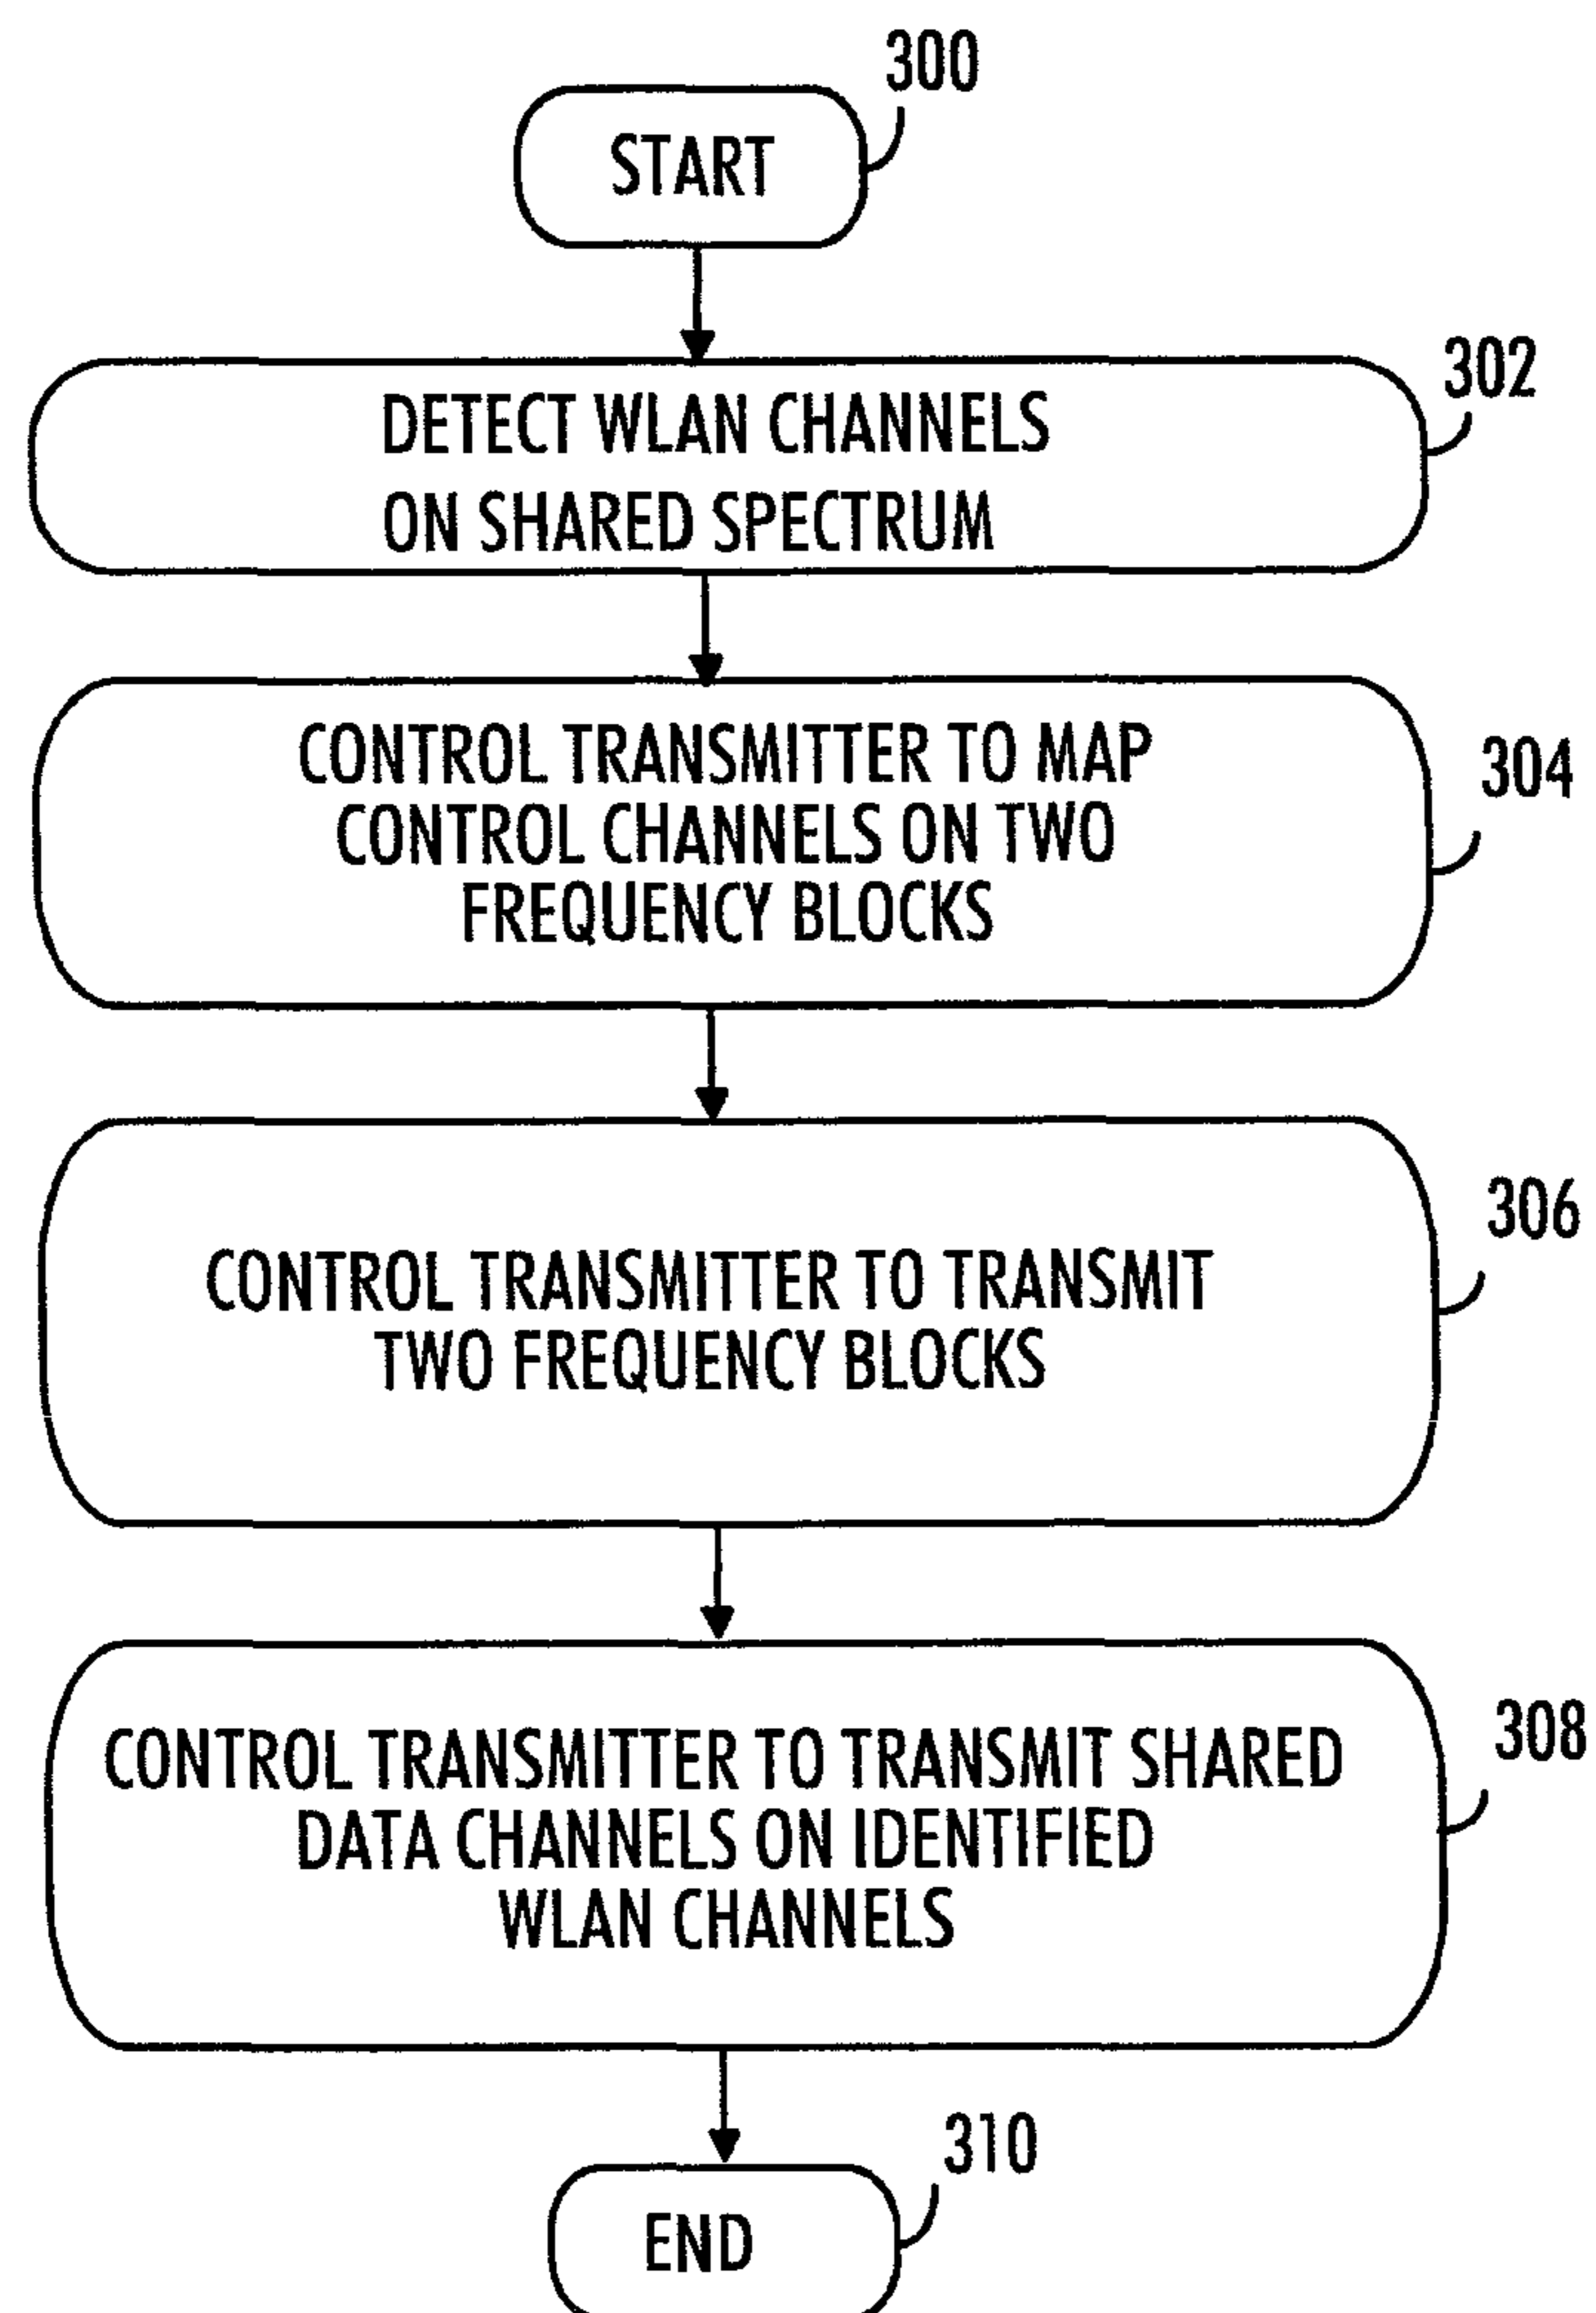 300
START
302
DETECT WLAN CHANNELS
ON SHARED SPECTRUM
304
CONTROL TRANSMITTER TO MAP
CONTROL CHANNELS ON TWO
FREQUENCY BLOCKS
306
CONTROL TRANSMITTER TO TRANSMIT
TWO FREQUENCY BLOCKS
308
CONTROL TRANSMITTER TO TRANSMIT SHARED
DATA CHANNELS ON IDENTIFIED
WLAN CHANNELS
310
END